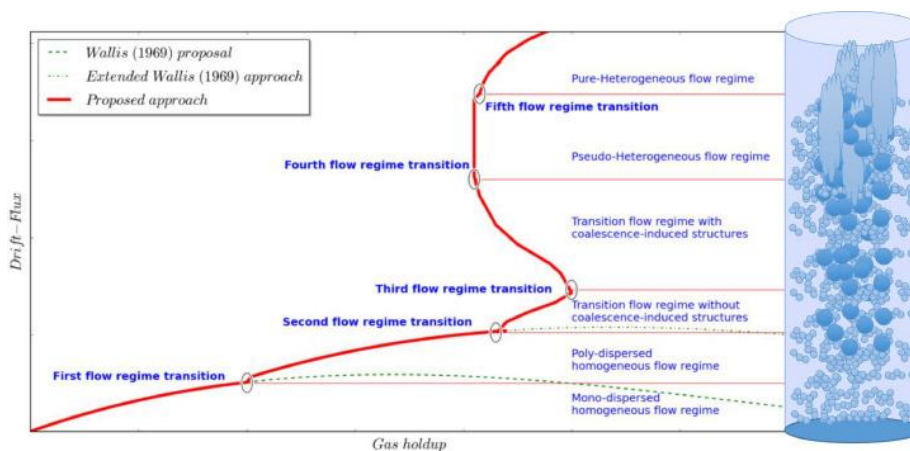 Wallis (1969) proposal
Extended Wallis (1969) approach
Proposed approach
Pure-Heterogeneous flow regime
Fifth flow regime transition
Fourth flow regime transition
Pseudo-Heterogeneous flow regime
Transition flow regime with
coalescence-induced structures
Third flow regime transition
Transition flow regime without
coalescence-induced structures
Second flow regime transition
Poly-dispersed
homogeneous flow regime
First flow regime transition
Mono-dispersed
homogeneous flow regime
Drift-Flux
Gas holdup